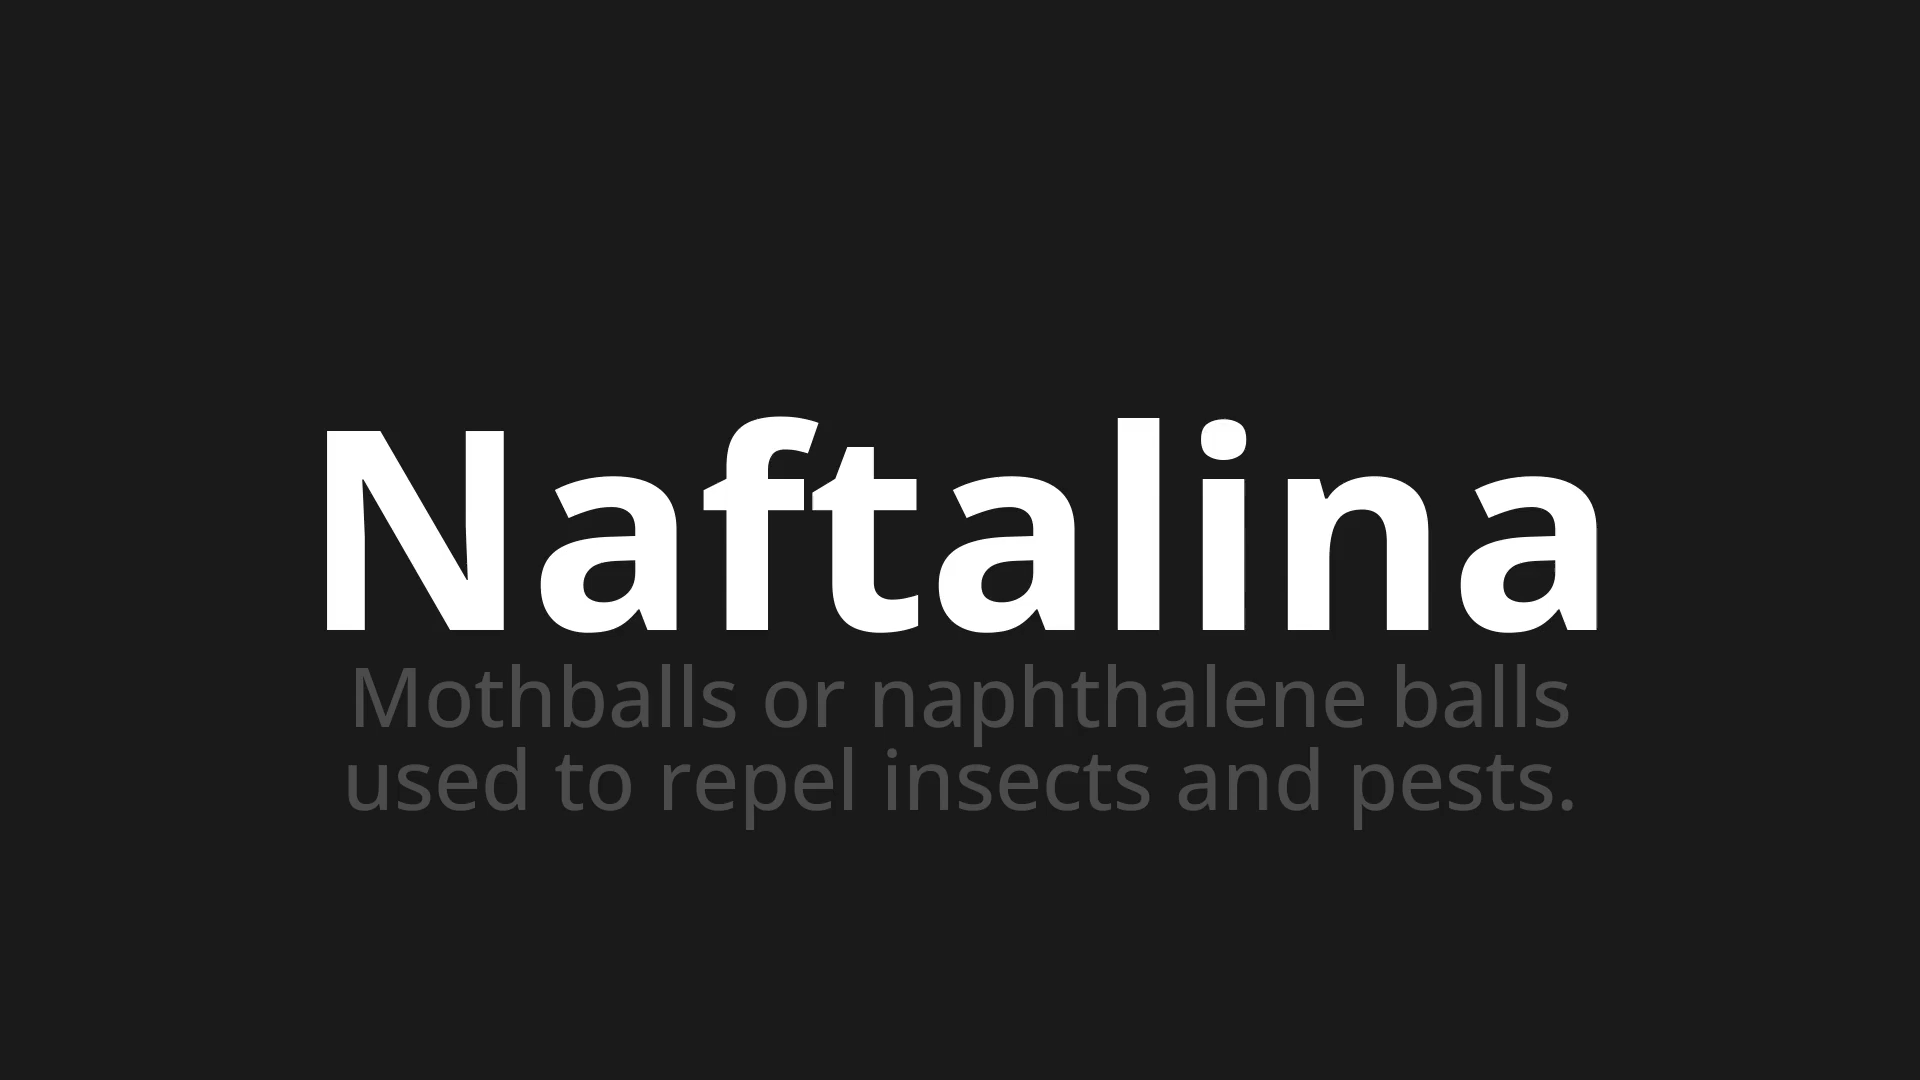 Naftalina
Mothballs or naphthalene balls
used to repel insects and pests.